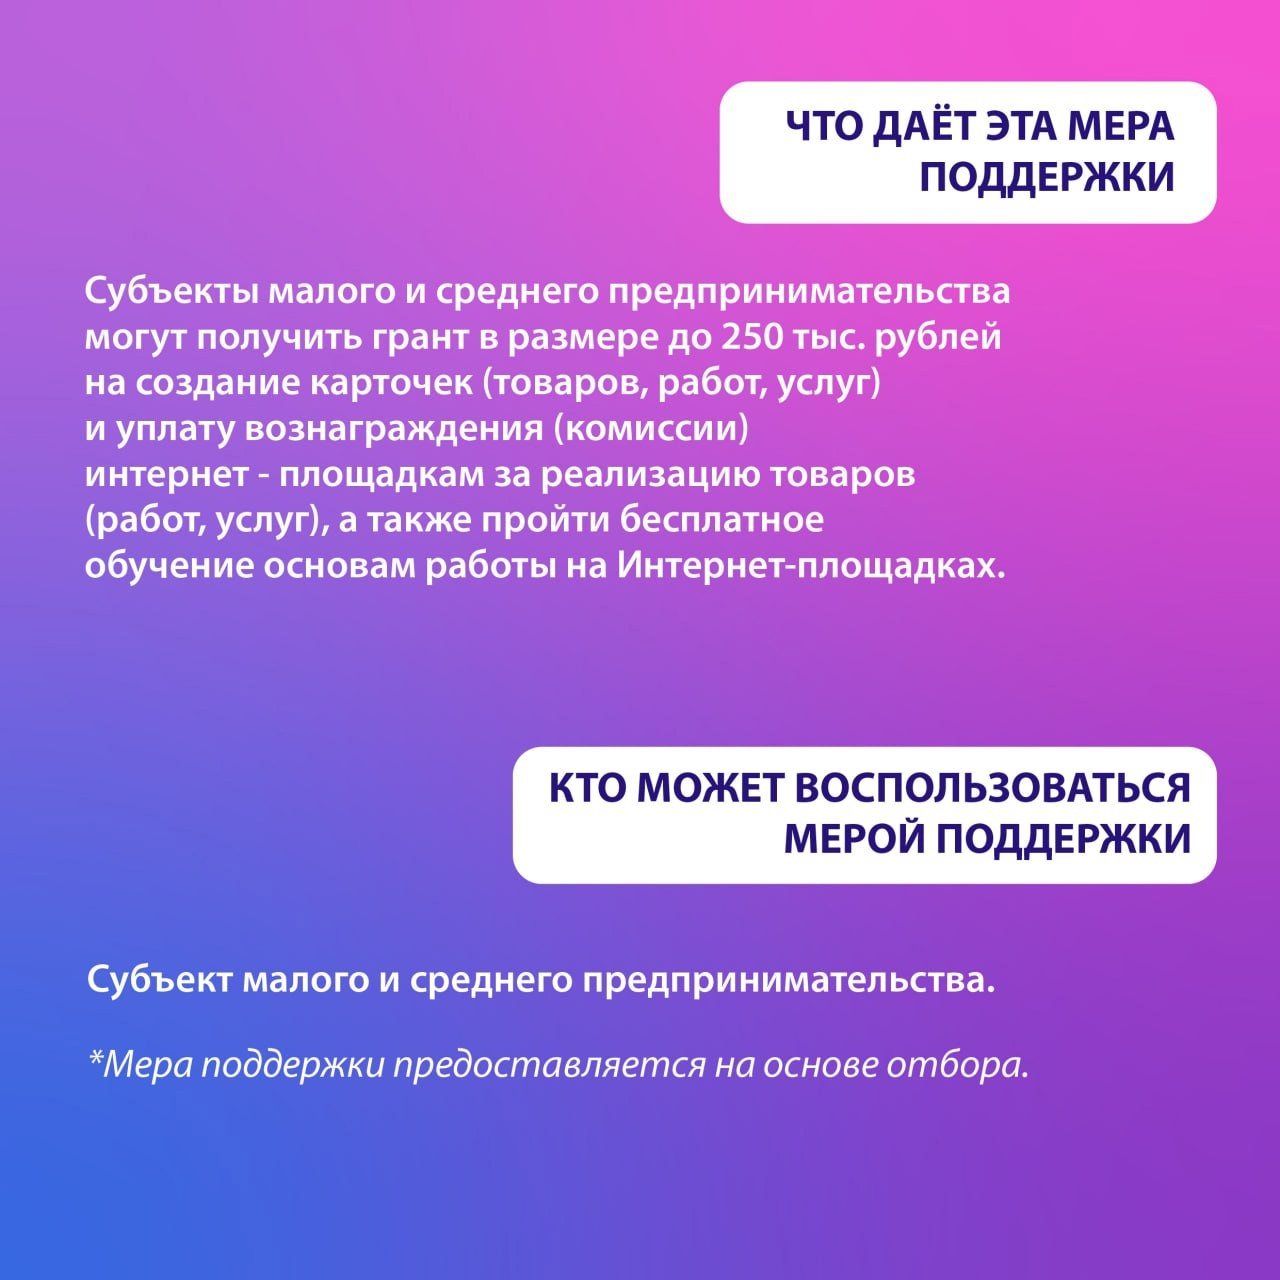 ЧТО ДАЁТ ЭТА МЕРА
ПОДДЕРЖКИ
Субъекты малого и среднего предпринимательства
могут получить грант в размере до 250 тыс. рублей
на создание карточек (товаров, работ, услуг)
и уплату вознаграждения (комиссии)
интернет - площадкам за реализацию товаров
(работ, услуг), а также пройти бесплатное
обучение основам работы на Интернет-площадках.
КТО МОЖЕТ ВОСПОЛЬЗОВАТЬСЯ
МЕРОЙ ПОДДЕРЖКИ
Субъект малого и среднего предпринимательства.
*Мера поддержки предоставляется на основе отбора.